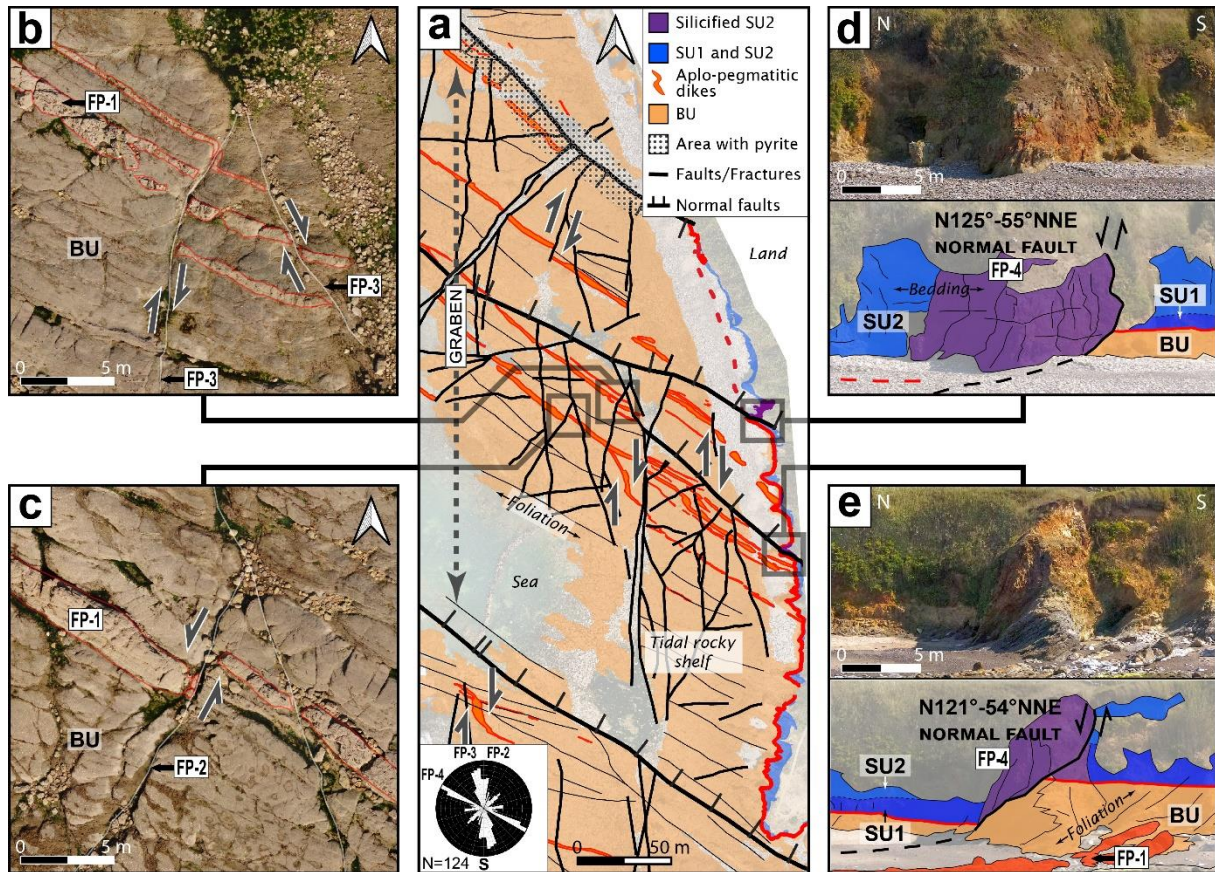 b
FP-1
BU
FP-3
FP-3
0 5 m
a
Silicified SU2
SU1 and SU2
Aplo-pegmatitic
dikes
BU
Area with pyrite
Faults/Fractures
Normal faults
Land
GRABEN
Foliation
Sea
Tidal rocky
shelf
FP-3 FP-2
FP-4
N=124 S
0 50 m
d
N S
0 5 m
N125°-55°NNE
NORMAL FAULT
FP-4
Bedding
SU2
SU1
BU
c
FP-1
BU
FP-2
0 5 m
e
N S
0 5 m
N121°-54°NNE
NORMAL FAULT
FP-4
SU2
SU1
Foliation
BU
FP-1